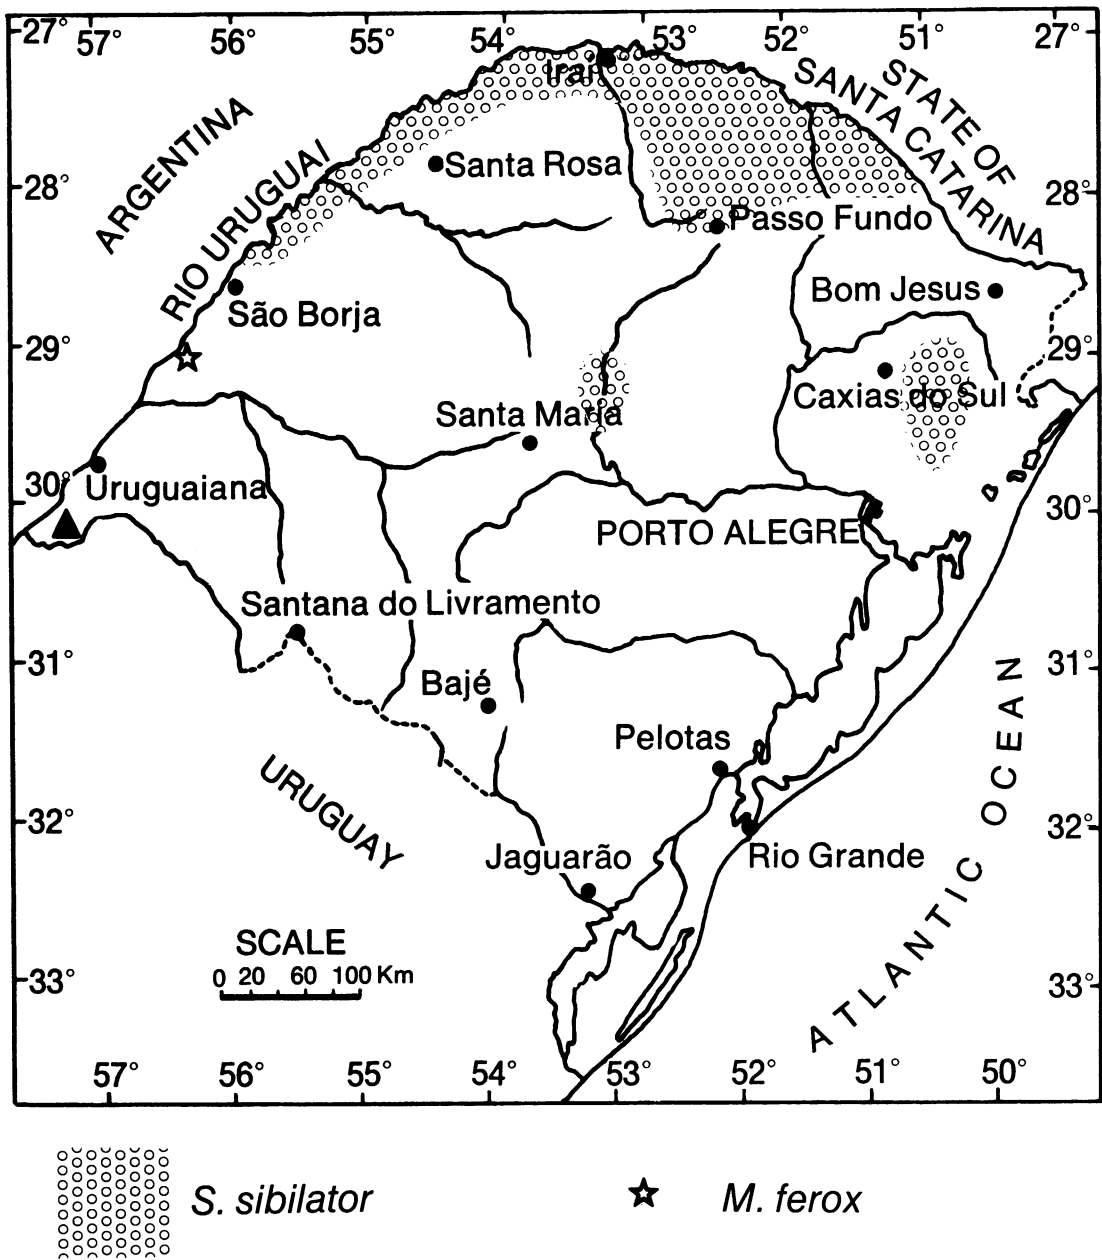 27° 57° 56° 55° 54° 53° 52° 51° 27°
Irai
STATE OF
SANTA CATARINA
ARGENTINA
RIO URUGUAI
Santa Rosa
28° 28°
Passo Fundo
Bom Jesus
São Borja
29° 29°
Caxias do Sul
Santa Maria
30° Uruguaiana
30°
PORTO ALEGRE
Santana do Livramento
31° 31°
Bajé
Pelotas
URUGUAY
ATLANTIC OCEAN
32° 32°
Jaguarão
Rio Grande
SCALE
0 20 60 100 Km
33° 33°
57° 56° 55° 54° 53° 52° 51° 50°
S. sibilator M. ferox